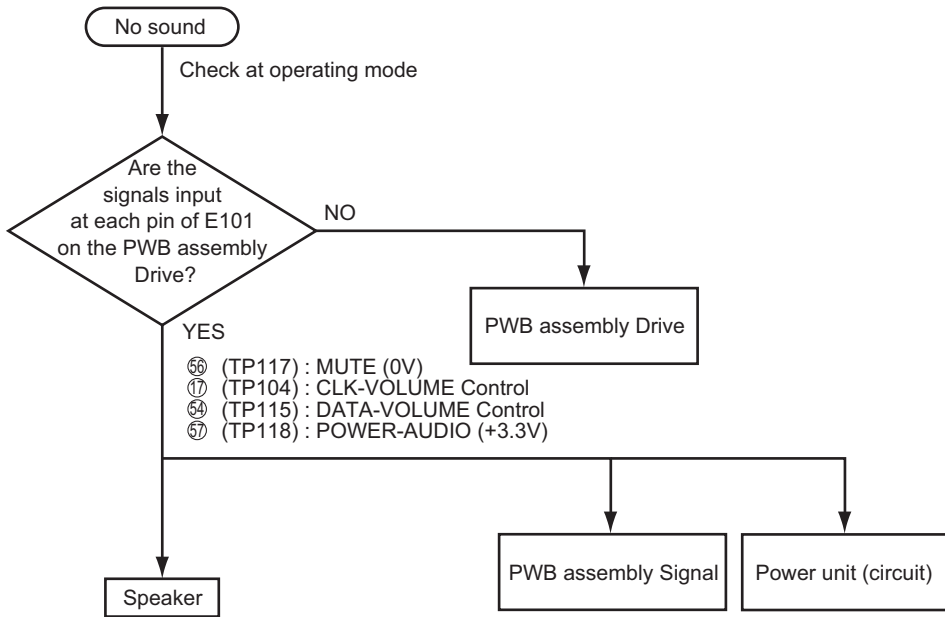 No sound
Check at operating mode
Are the
signals input
at each pin of E101
on the PWB assembly
Drive?
NO
PWB assembly Drive
YES
㊻ (TP117) : MUTE (0V)
⑰ (TP104) : CLK-VOLUME Control
54 (TP115) : DATA-VOLUME Control
57 (TP118) : POWER-AUDIO (+3.3V)
Speaker
PWB assembly Signal
Power unit (circuit)